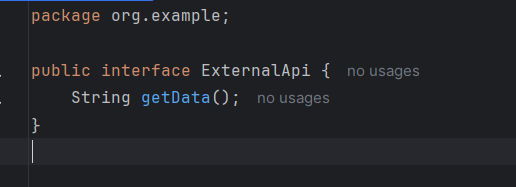 package org.example;
public interface ExternalApi { no usages
String getData(); no usages
}